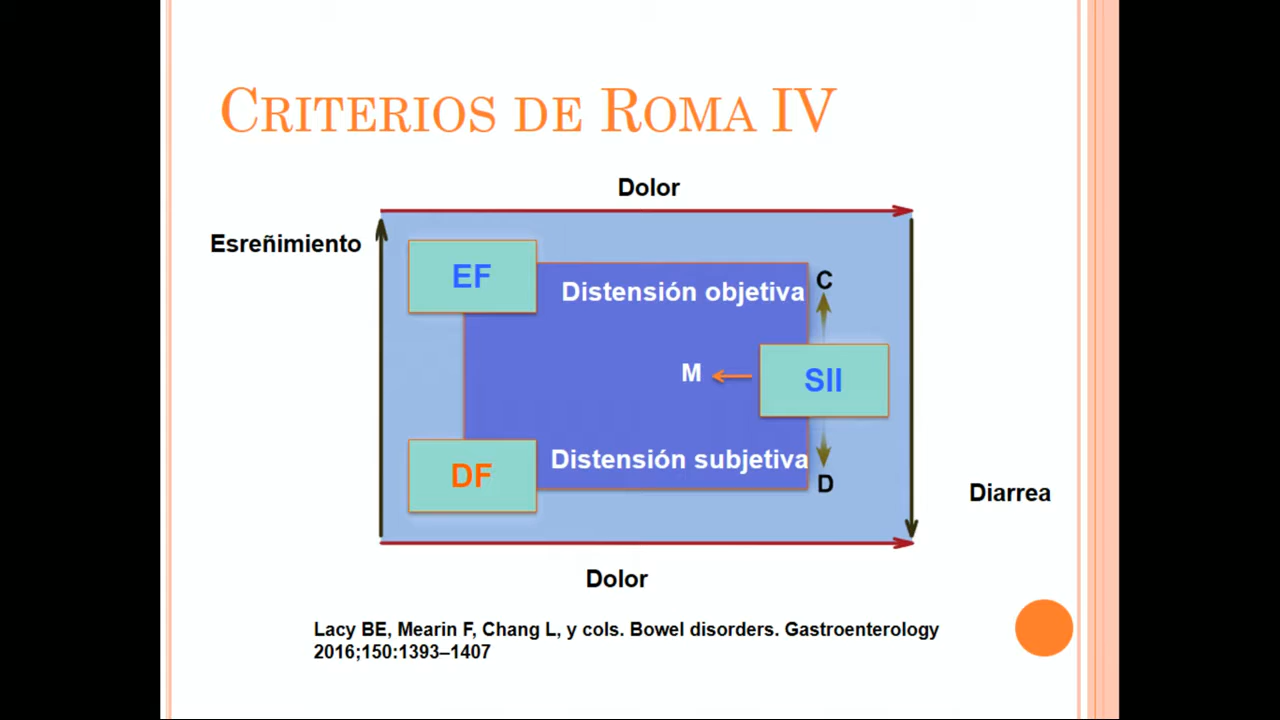 CRITERIOS DE ROMA IV
Dolor
Esreñimiento
EF
Distensión objetiva
C
M
SII
DF
Distensión subjetiva
D
Diarrea
Dolor
Lacy BE, Mearin F, Chang L, y cols. Bowel disorders. Gastroenterology
2016;150:1393–1407